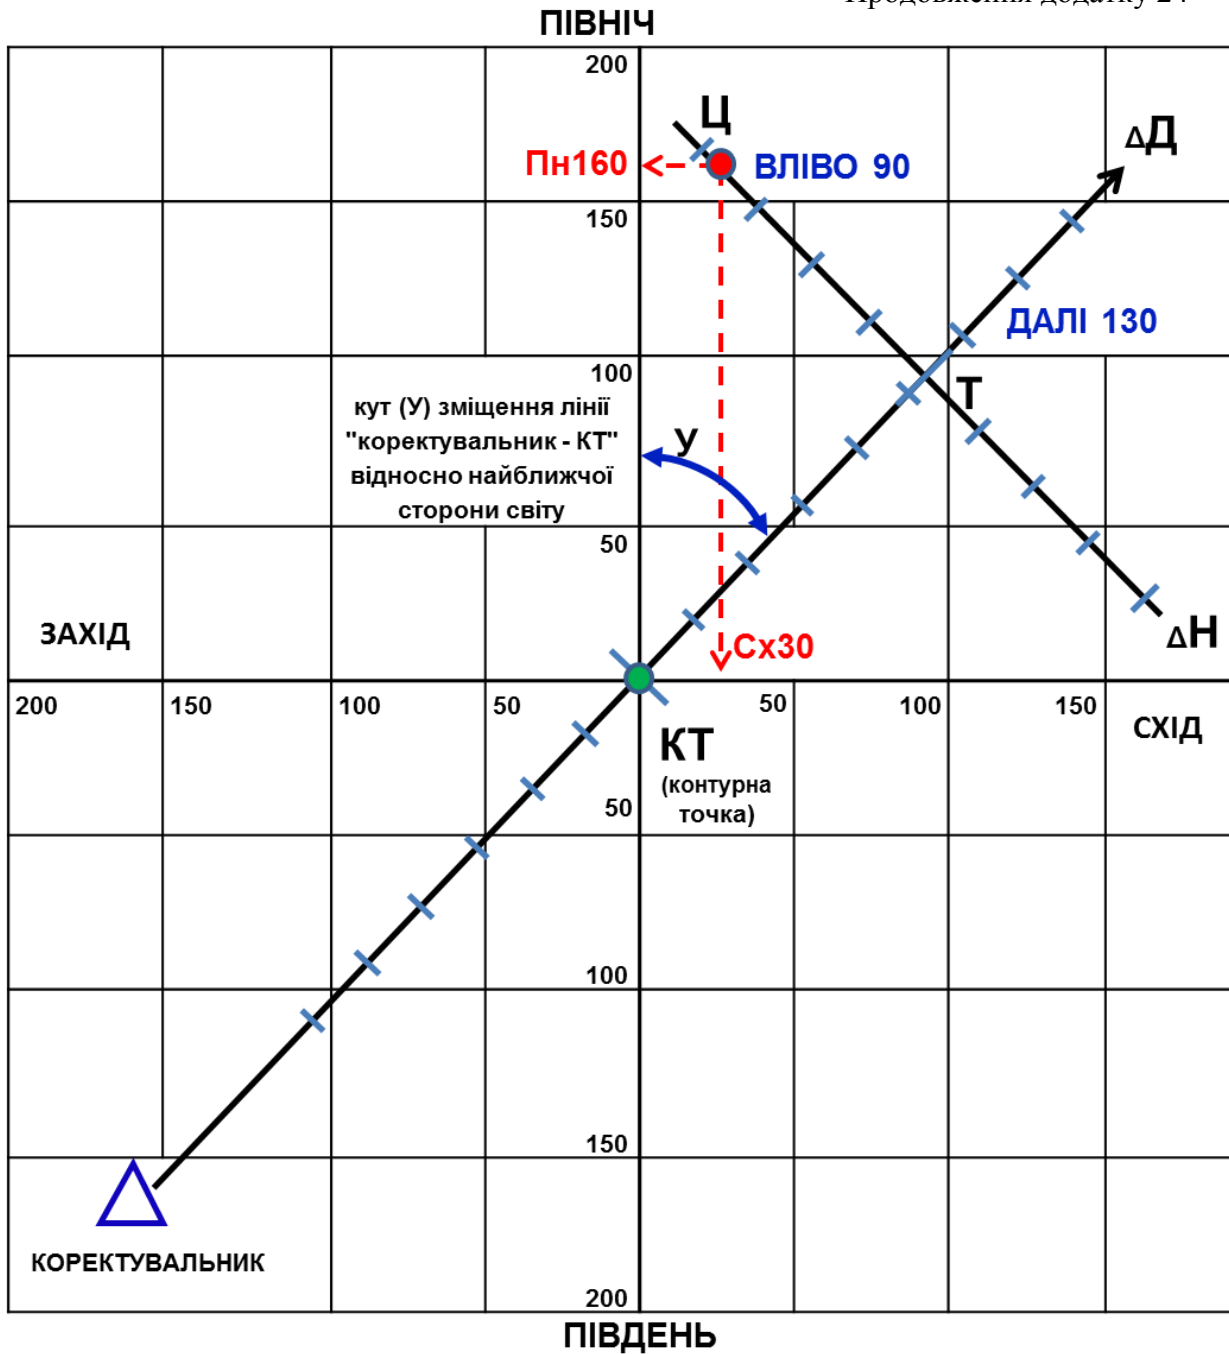 Продовження додатку 24
ПІВНІЧ
200
Ц
ΔД
Пн160
ВЛІВО 90
150
ДАЛІ 130
100
Т
кут (У) зміщення лінії
"коректувальник - КТ"
відносно найближчої
сторони світу
У
50
ЗАХІД
Сх30
ΔН
200
150
100
50
50
100
150
СХІД
КТ
(контурна
точка)
50
100
150
КОРЕКТУВАЛЬНИК
200
ПІВДЕНЬ